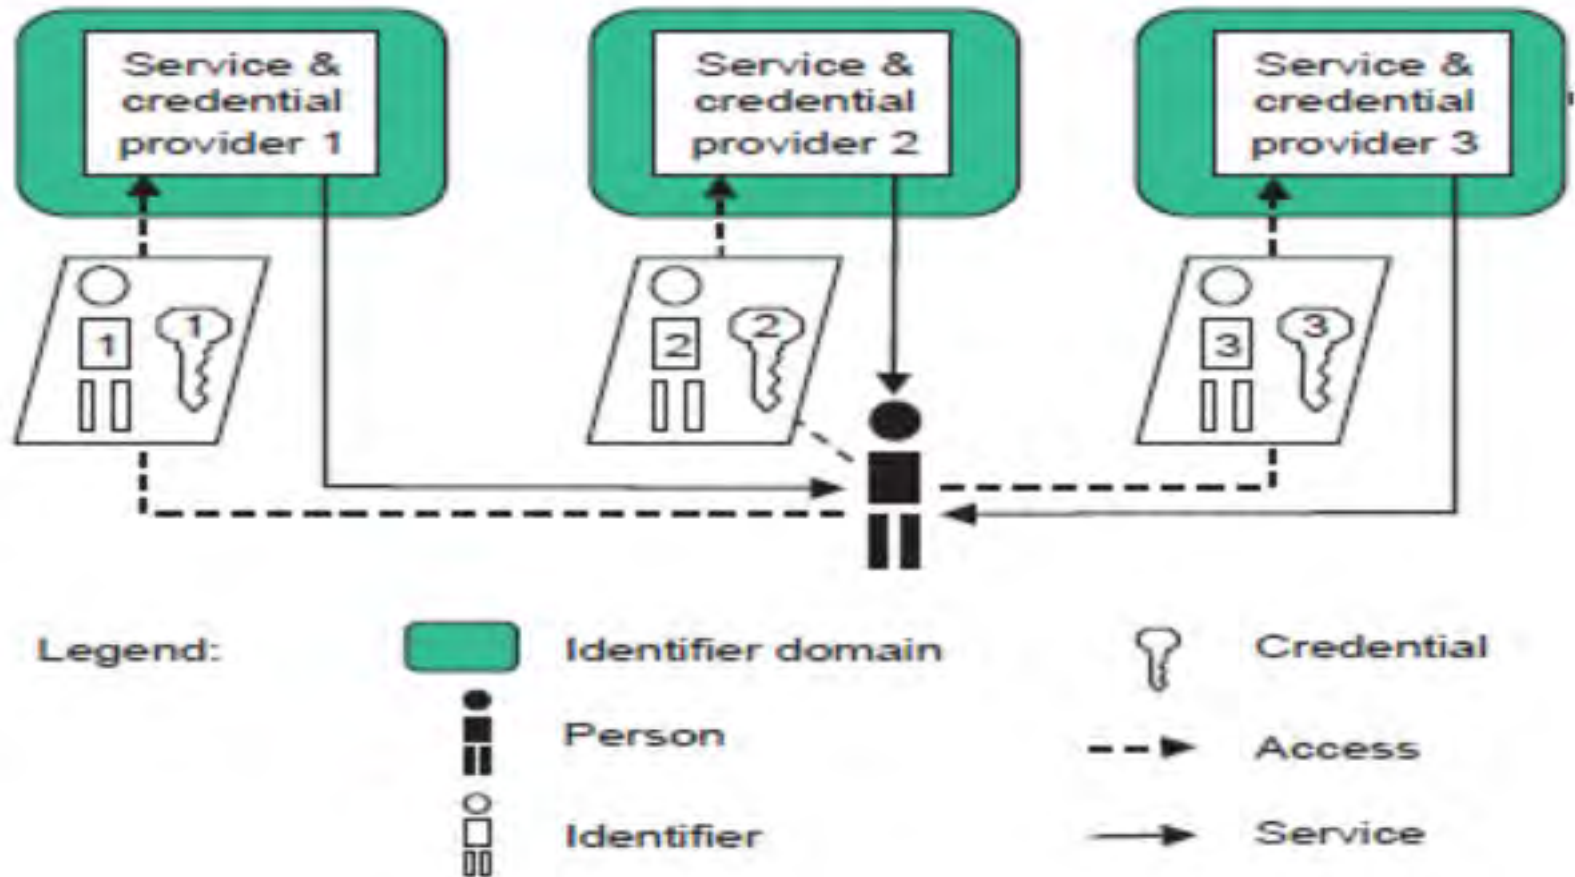 Service &
credential
provider 1
Service &
credential
provider 2
Service &
credential
provider 3
1
1
2
2
3
3
Legend:
Identifier domain
Credential
Person
Access
Identifier
Service